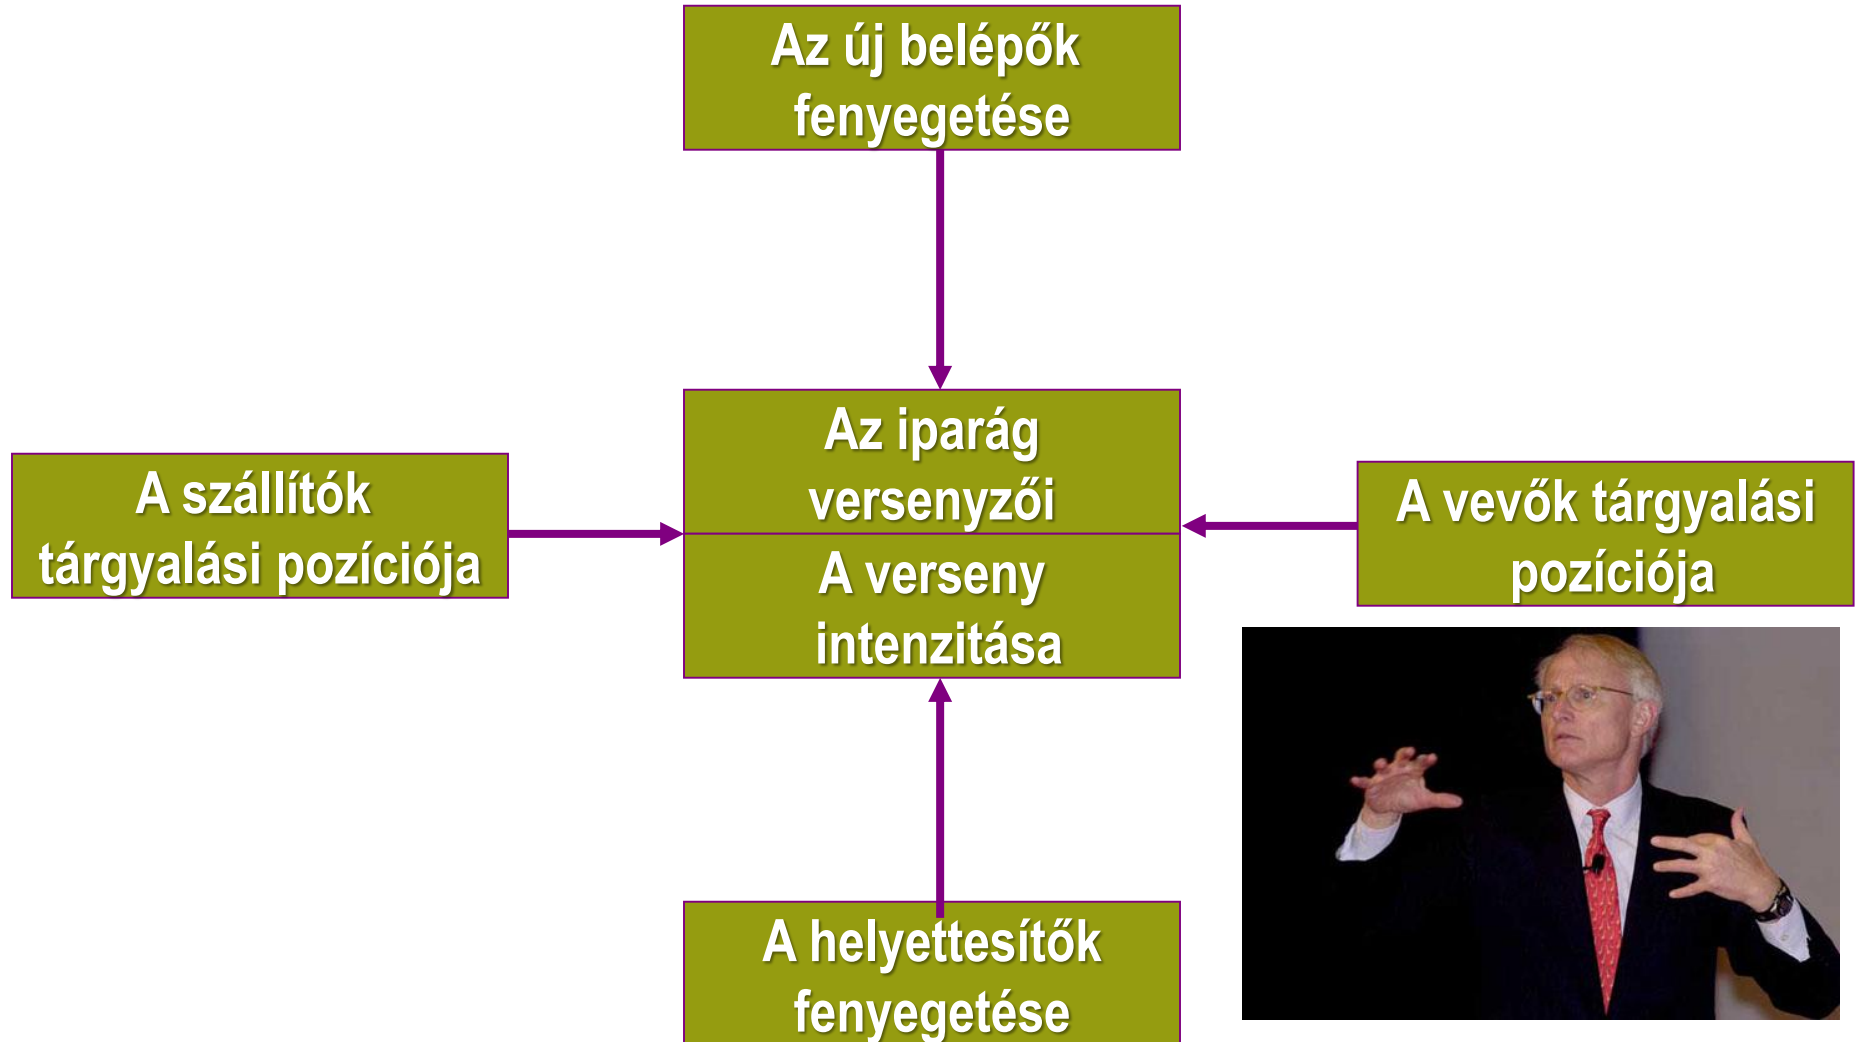 Az új belépők
fenyegetése
Az iparág
versenyzői
A szállítók
tárgyalási pozíciója
A vevők tárgyalási
pozíciója
A verseny
intenzitása
A helyettesítők
fenyegetése